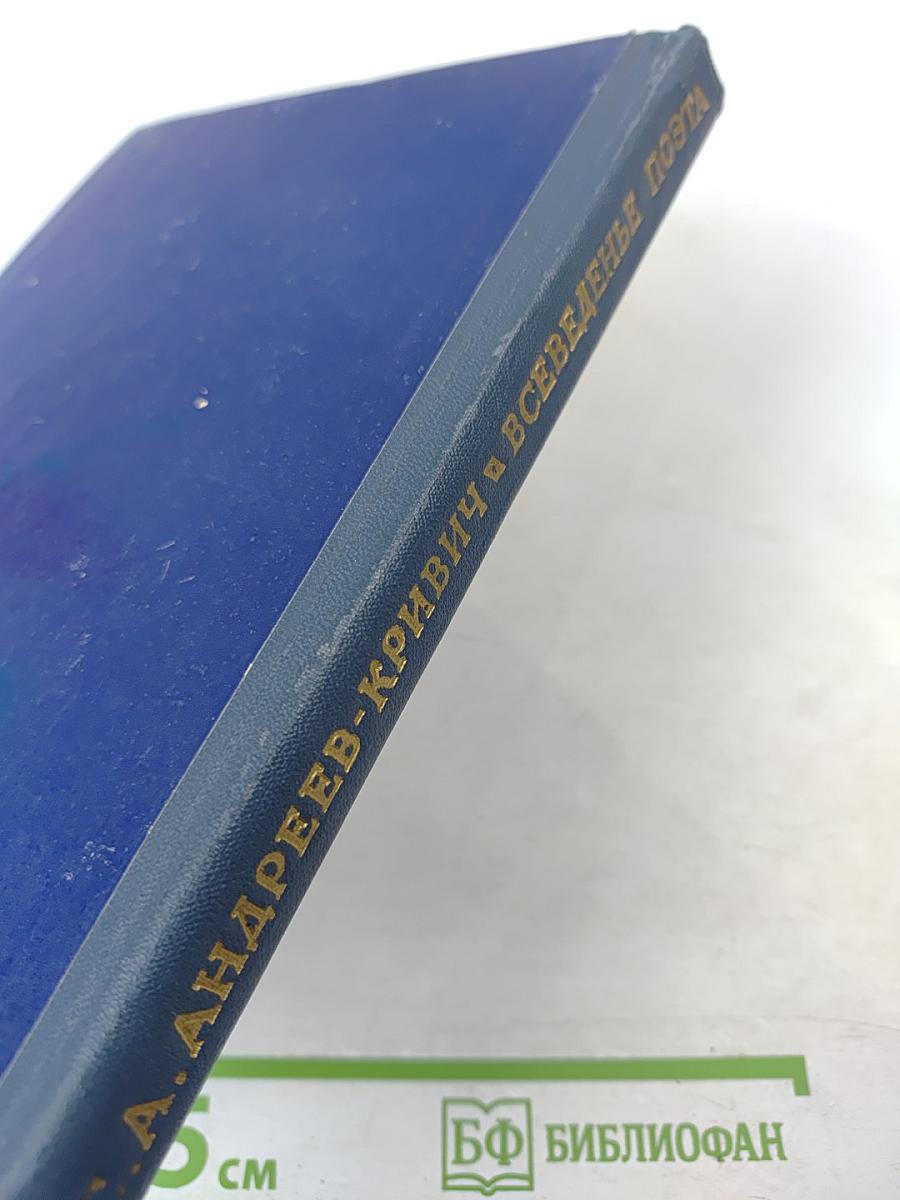 А. АНДРЕЕВ-КРИВИЧ ВСЕВЕДЕНЬЕ ПОЭТА
5 см
БФ БИБЛИОФАН